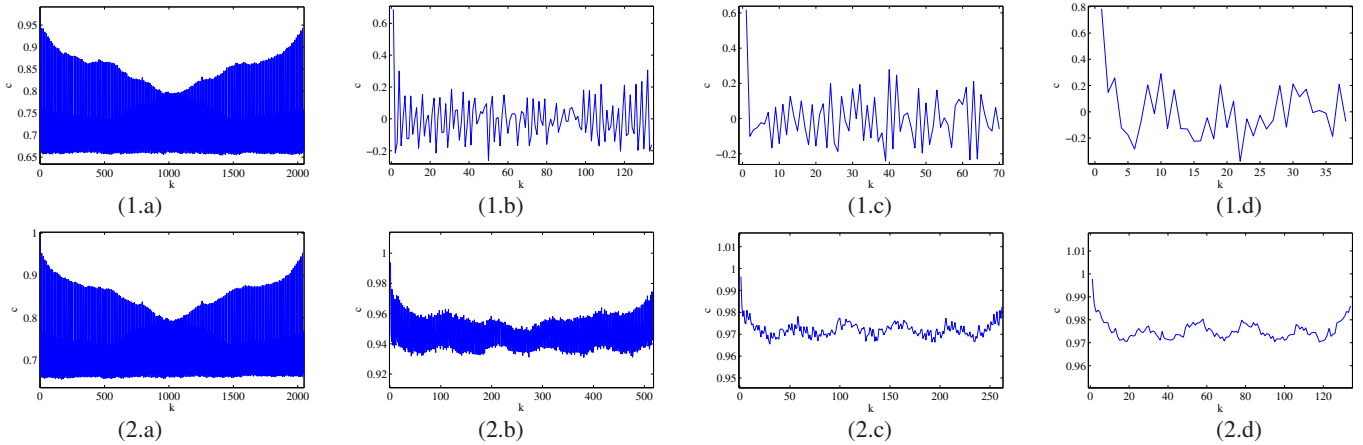 0.95
0.9
0.85
0.8
0.75
0.7
0.65
c
0 500 1000 1500 2000
k
(1.a)
0.6
0.4
0.2
0
−0.2
c
0 20 40 60 80 100 120
k
(1.b)
0.6
0.4
0.2
0
−0.2
c
0 10 20 30 40 50 60 70
k
(1.c)
0.8
0.6
0.4
0.2
0
−0.2
c
0 5 10 15 20 25 30 35
k
(1.d)
1
0.9
0.8
0.7
c
0 500 1000 1500 2000
k
(2.a)
1
0.98
0.96
0.94
0.92
c
0 100 200 300 400 500
k
(2.b)
1.01
1
0.99
0.98
0.97
0.96
0.95
c
0 50 100 150 200 250
k
(2.c)
1.01
1
0.99
0.98
0.97
0.96
c
0 20 40 60 80 100 120
k
(2.d)